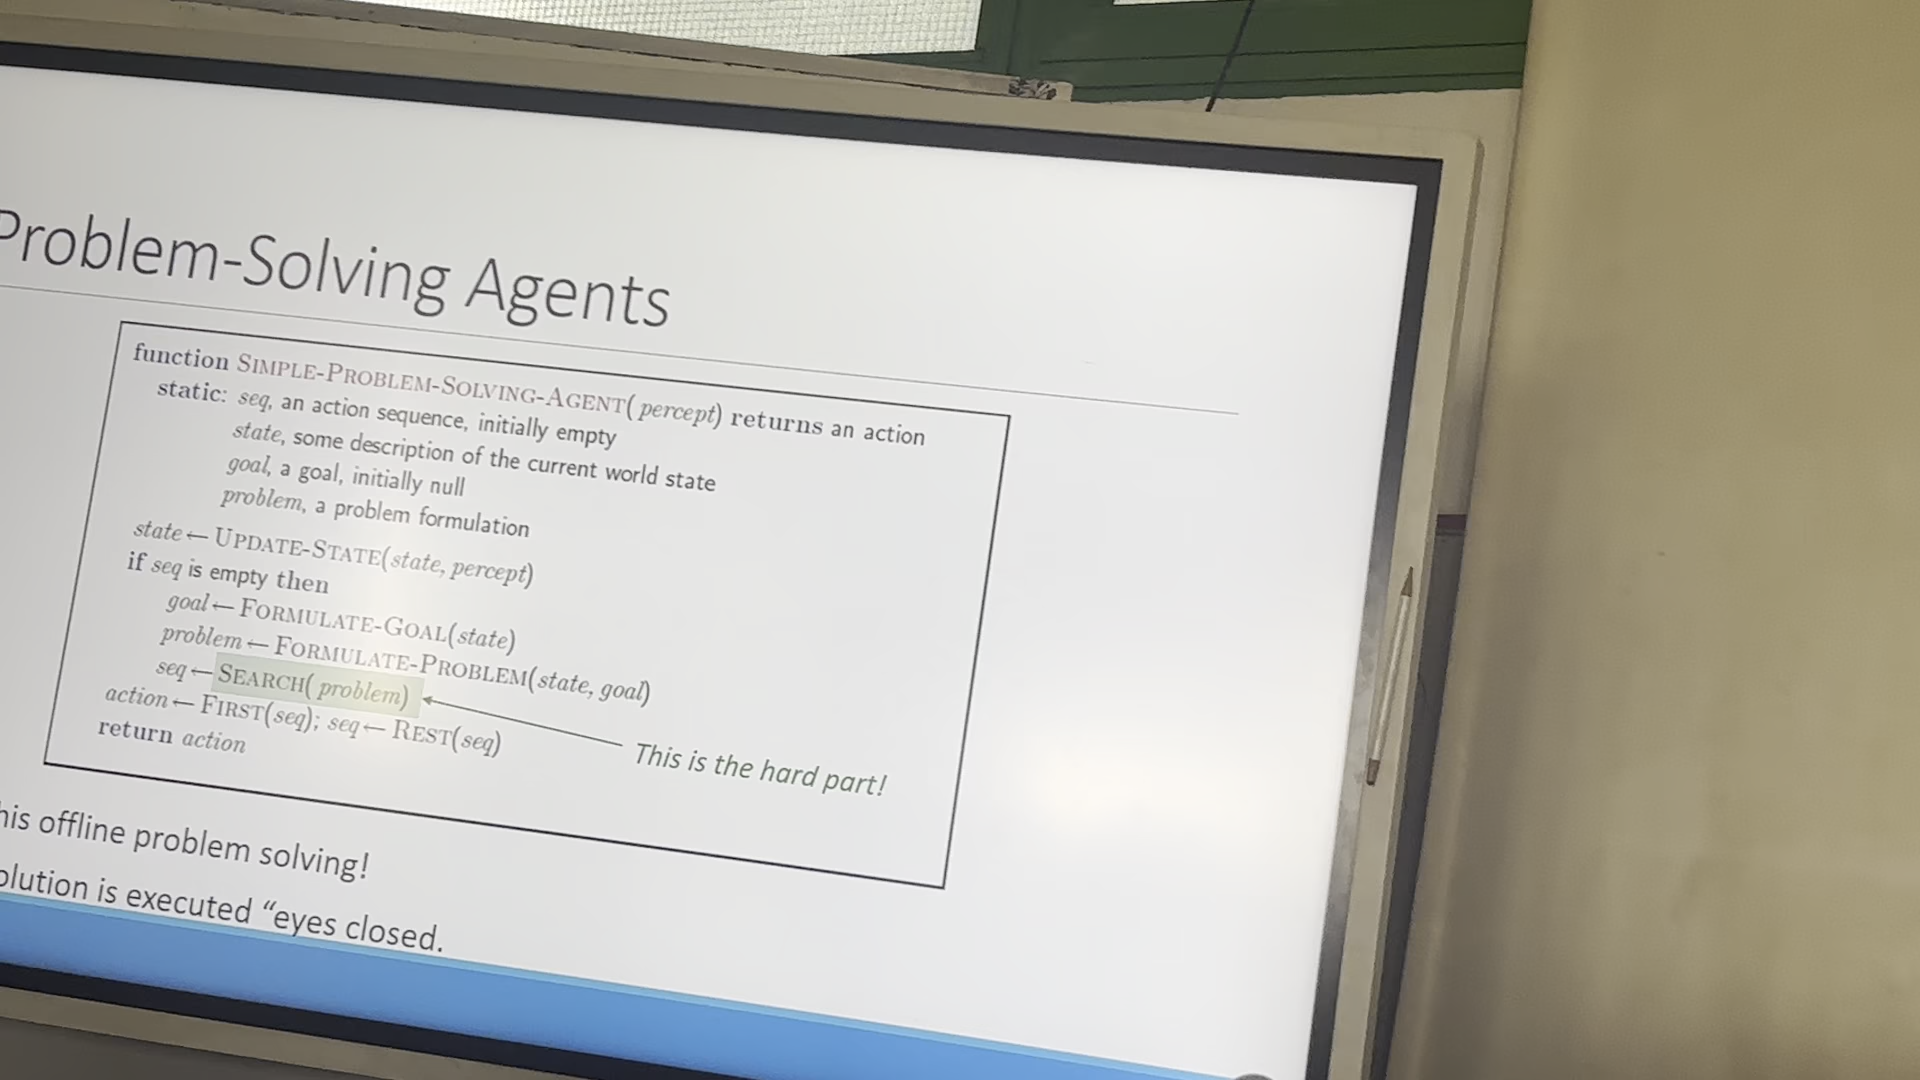 Problem-Solving Agents
function SIMPLE-PROBLEM-SOLVING-AGENT( percept) returns an action
static: seq, an action sequence, initially empty
state, some description of the current world state
goal, a goal, initially null
problem, a problem formulation
state ← UPDATE-STATE(state, percept)
if seq is empty then
goal ← FORMULATE-GOAL(state)
problem ← FORMULATE-PROBLEM(state, goal)
seq ← SEARCH( problem)
action ← FIRST(seq); seq ← REST(seq)
return action
This is the hard part!
offline problem solving!
is executed “eyes closed.